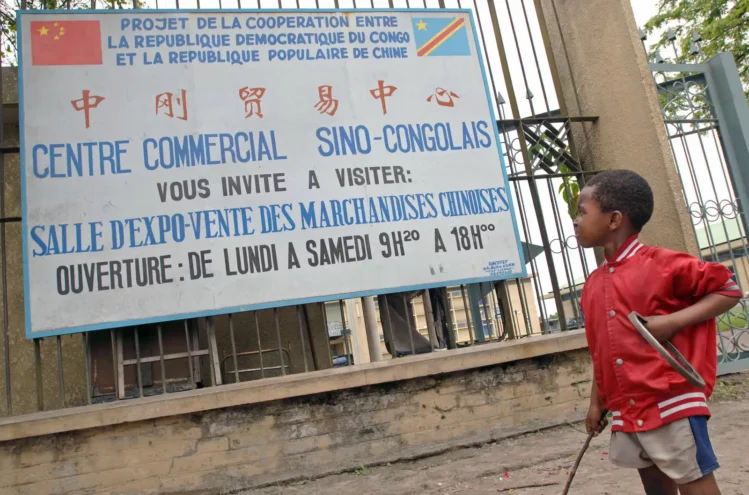 PROJET DE LA COOPERATION ENTRE
LA REPUBLIQUE DEMOCRATIQUE DU CONGO
ET LA REPUBLIQUE POPULAIRE DE CHINE
中刚贸易中心
CENTRE COMMERCIAL SINO-CONGOLAIS
VOUS INVITE A VISITER:
SALLE D'EXPO-VENTE DES MARCHANDISES CHINOISES
OUVERTURE: DE LUNDI A SAMEDI 9H20 A 18H00